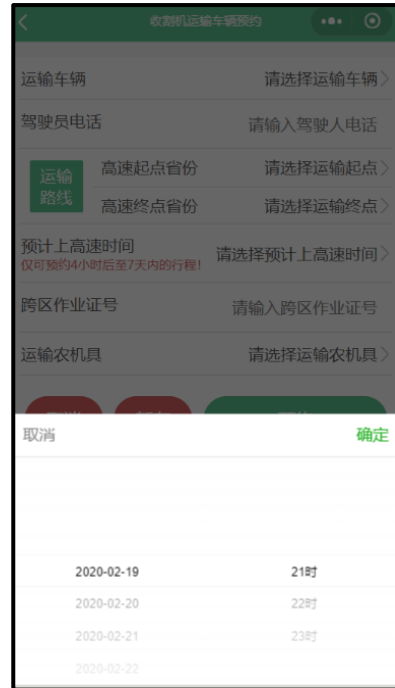 收割机运输车辆预约
运输车辆 请选择运输车辆
驾驶员电话 请输入驾驶人电话
运输路线
高速起点省份 请选择运输起点
高速终点省份 请选择运输终点
预计上高速时间 请选择预计上高速时间
仅可预约4小时后至7天内的行程!
跨区作业证号 请输入跨区作业证号
运输农机具 请选择运输农机具
取消 确定
2020-02-19 21时
2020-02-20 22时
2020-02-21 23时
2020-02-22